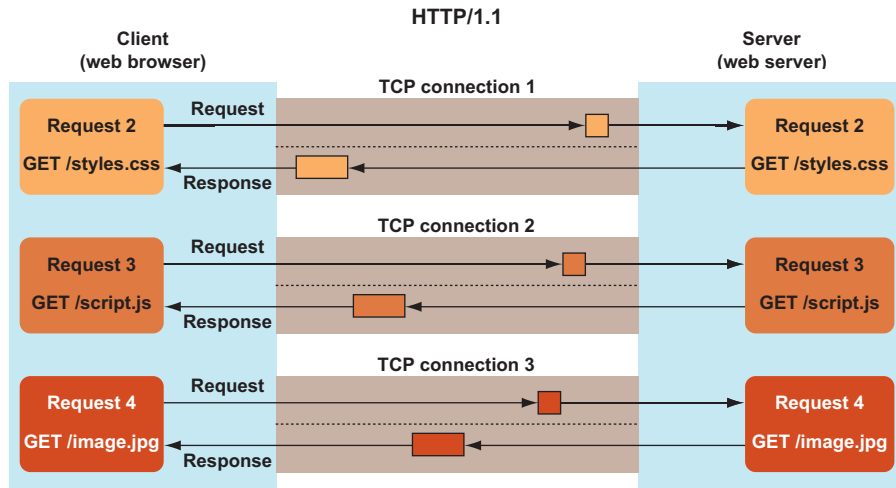 HTTP/1.1
Client
(web browser)
Server
(web server)
TCP connection 1
Request 2
GET /styles.css
Request
Response
Request 2
GET /styles.css
TCP connection 2
Request 3
GET /script.js
Request
Response
Request 3
GET /script.js
TCP connection 3
Request 4
GET /image.jpg
Request
Response
Request 4
GET /image.jpg